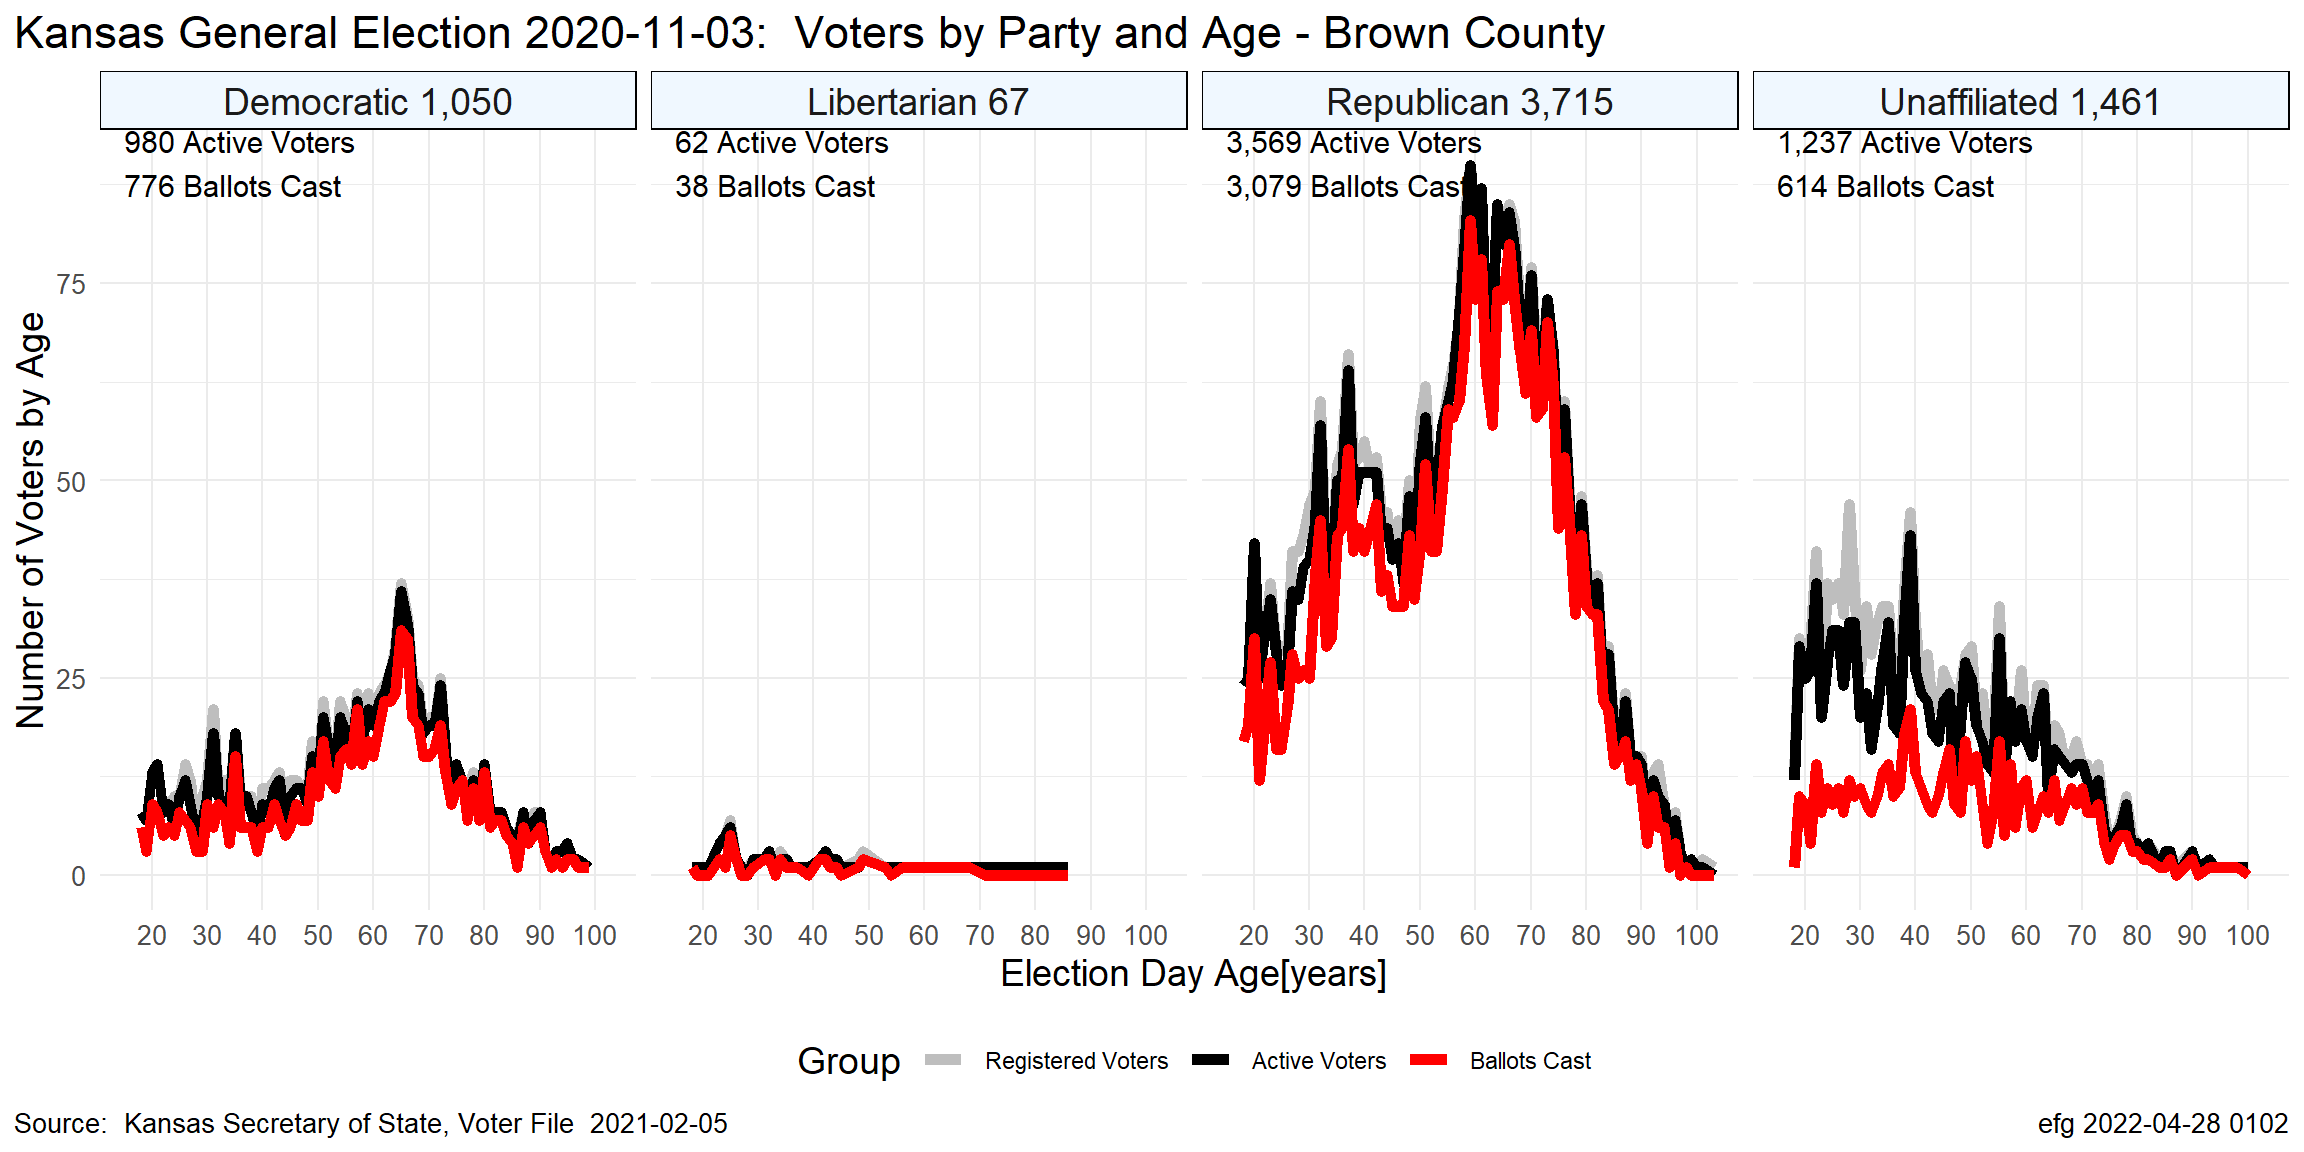 Kansas General Election 2020-11-03:  Voters by Party and Age - Brown County
Democratic 1,050
Libertarian 67
Republican 3,715
Unaffiliated 1,461
980 Active Voters
776 Ballots Cast
62 Active Voters
38 Ballots Cast
3,569 Active Voters
3,079 Ballots Cast
1,237 Active Voters
614 Ballots Cast
Number of Voters by Age
75
50
25
0
20 30 40 50 60 70 80 90 100
20 30 40 50 60 70 80 90 100
20 30 40 50 60 70 80 90 100
20 30 40 50 60 70 80 90 100
Election Day Age[years]
Group Registered Voters Active Voters Ballots Cast
Source:  Kansas Secretary of State, Voter File  2021-02-05
efg 2022-04-28 0102